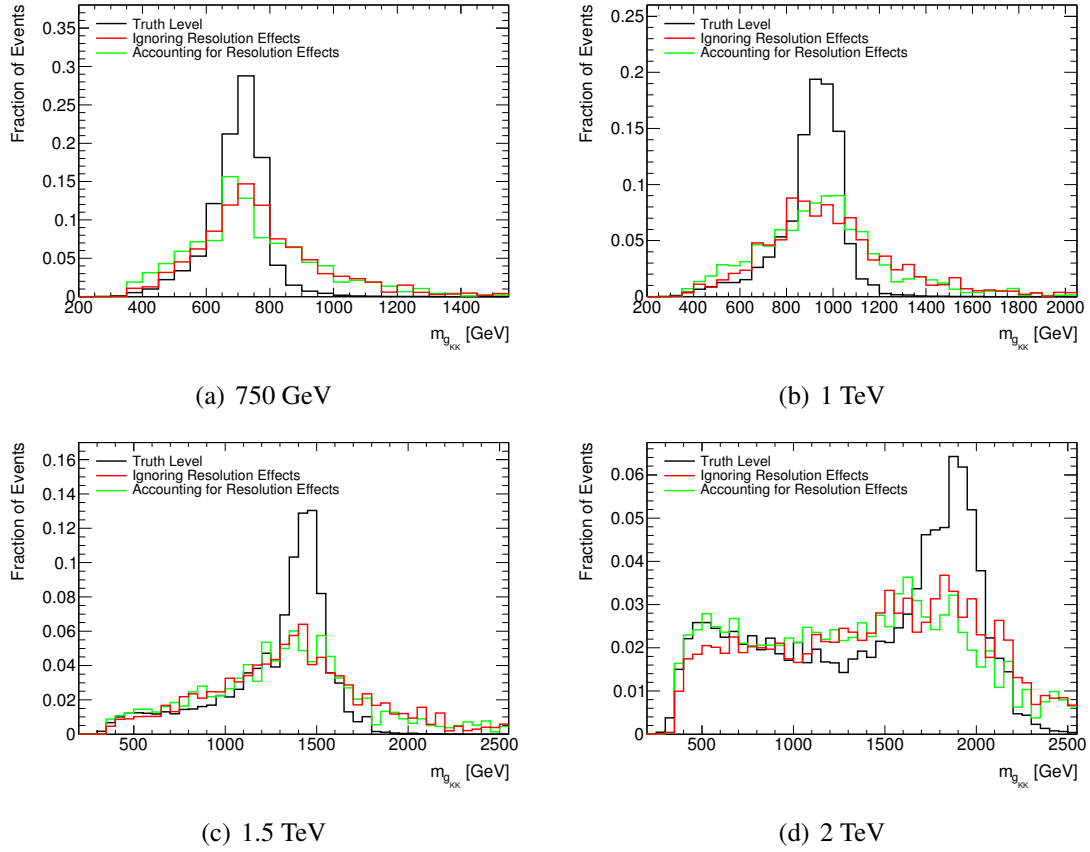 Fraction of Events
0.35
0.3
0.25
0.2
0.15
0.1
0.05
0
Truth Level
Ignoring Resolution Effects
Accounting for Resolution Effects
200 400 600 800 1000 1200 1400
m_{g_{KK}} [GeV]
(a) 750 GeV
Fraction of Events
0.25
0.2
0.15
0.1
0.05
0
Truth Level
Ignoring Resolution Effects
Accounting for Resolution Effects
200 400 600 800 1000 1200 1400 1600 1800 2000
m_{g_{KK}} [GeV]
(b) 1 TeV
Fraction of Events
0.16
0.14
0.12
0.1
0.08
0.06
0.04
0.02
0
Truth Level
Ignoring Resolution Effects
Accounting for Resolution Effects
500 1000 1500 2000 2500
m_{g_{KK}} [GeV]
(c) 1.5 TeV
Fraction of Events
0.06
0.05
0.04
0.03
0.02
0.01
0
Truth Level
Ignoring Resolution Effects
Accounting for Resolution Effects
500 1000 1500 2000 2500
m_{g_{KK}} [GeV]
(d) 2 TeV